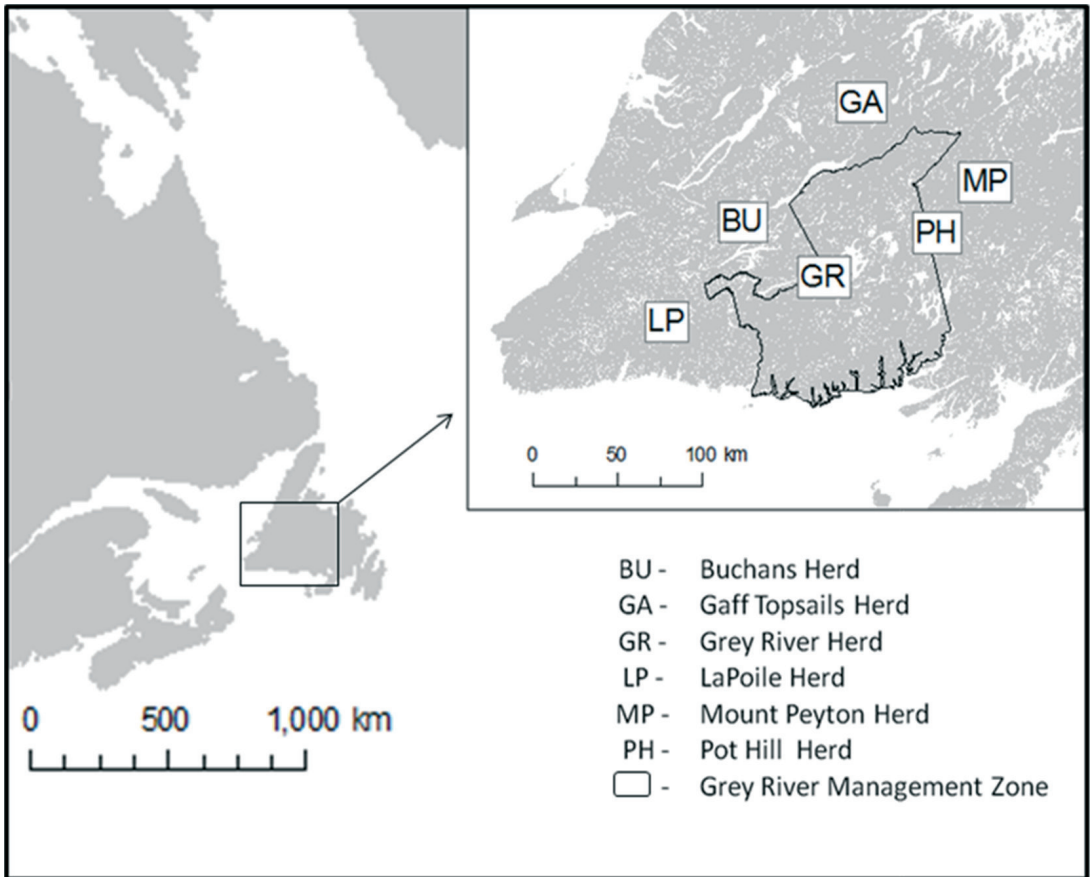 GA
MP
BU
PH
GR
LP
0 50 100 km
BU - Buchans Herd
GA - Gaff Topsails Herd
GR - Grey River Herd
LP - LaPoile Herd
MP - Mount Peyton Herd
PH - Pot Hill Herd
- Grey River Management Zone
0 500 1,000 km